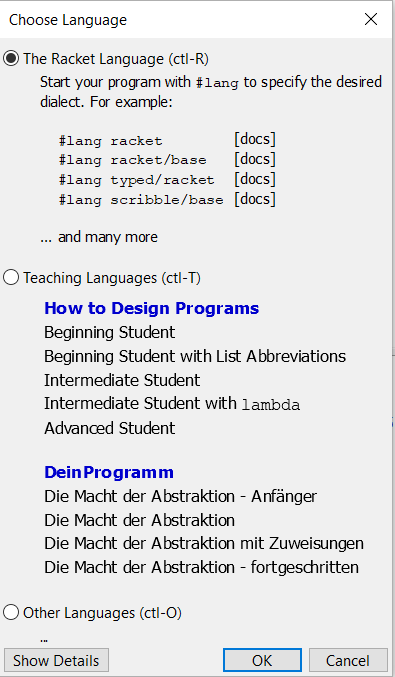 Choose Language
The Racket Language (ctl-R)
Start your program with #lang to specify the desired
dialect. For example:
#lang racket [docs]
#lang racket/base [docs]
#lang typed/racket [docs]
#lang scribble/base [docs]
... and many more
Teaching Languages (ctl-T)
How to Design Programs
Beginning Student
Beginning Student with List Abbreviations
Intermediate Student
Intermediate Student with lambda
Advanced Student
DeinProgramm
Die Macht der Abstraktion - Anfänger
Die Macht der Abstraktion
Die Macht der Abstraktion mit Zuweisungen
Die Macht der Abstraktion - fortgeschritten
Other Languages (ctl-O)
...
Show Details OK Cancel